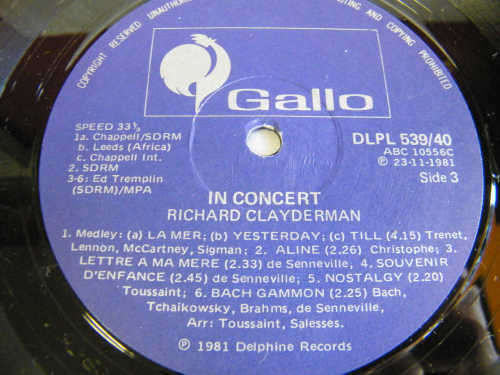 COPYRIGHT RESERVED UNAUTHOR
ITING AND COPYING PROHIBITED
Gallo
SPEED 33⅓
1a. Chappell/SDRM
b. Leeds (Africa)
c. Chappell Int.
2. SDRM
3-6: Ed Tremplin
(SDRM)/MPA
DLPL 539/40
ABC 10556C
Ⓟ 23-11-1981
Side 3
IN CONCERT
RICHARD CLAYDERMAN
1. Medley: (a) LA MER; (b) YESTERDAY; (c) TILL (4.15) Trenet,
Lennon, McCartney, Sigman; 2. ALINE (2.26) Christophe; 3.
LETTRE A MA MERE (2.33) de Senneville; 4. SOUVENIR
D'ENFANCE (2.45) de Senneville; 5. NOSTALGY (2.20)
Toussaint; 6. BACH GAMMON (2.25) Bach,
Tchaikowsky, Brahms, de Senneville,
Arr: Toussaint, Salesses.
Ⓟ 1981 Delphine Records